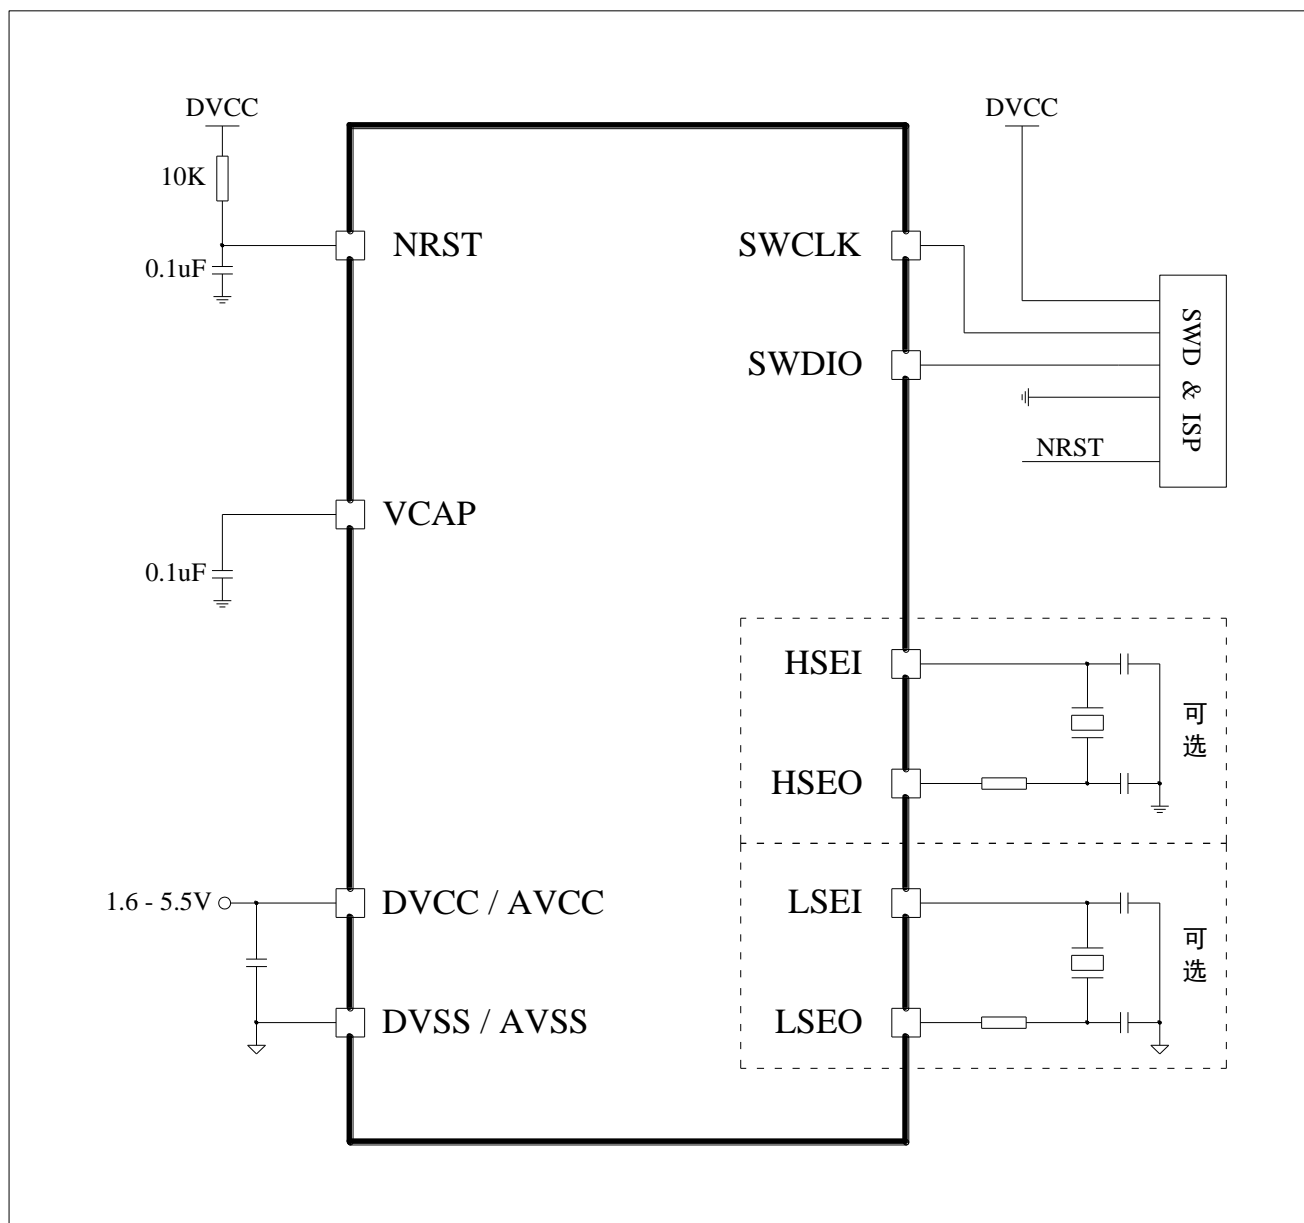 DVCC
DVCC
10K
NRST
SWCLK
0.1uF
SWD & ISP
SWDIO
NRST
VCAP
0.1uF
HSEI
可选
HSEO
1.6 - 5.5V
DVCC / AVCC
LSEI
可选
DVSS / AVSS
LSEO